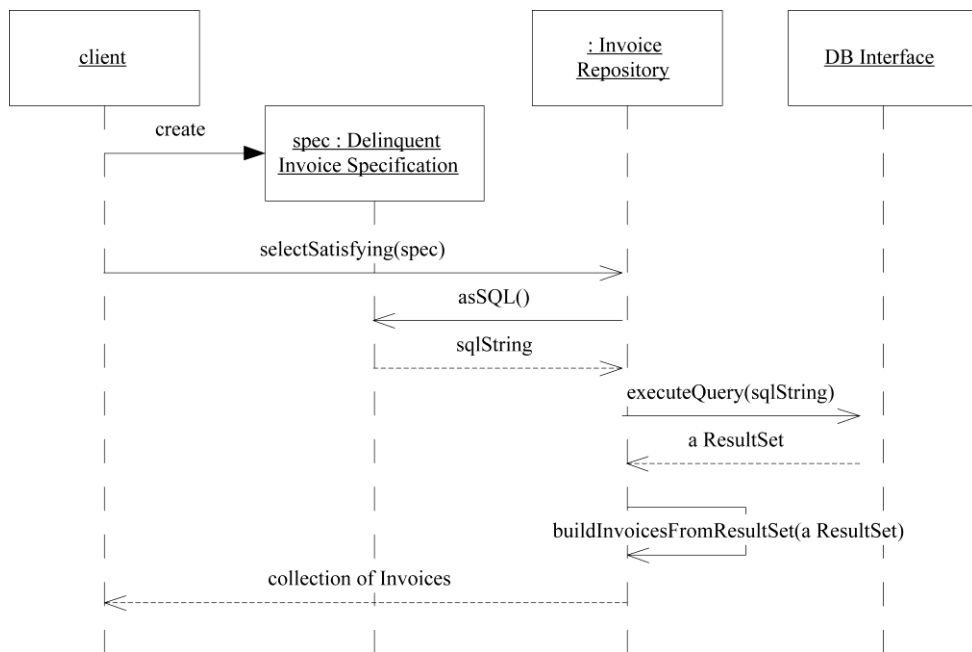 client
: Invoice
Repository
DB Interface
create
spec : Delinquent
Invoice Specification
selectSatisfying(spec)
asSQL()
sqlString
executeQuery(sqlString)
a ResultSet
buildInvoicesFromResultSet(a ResultSet)
collection of Invoices